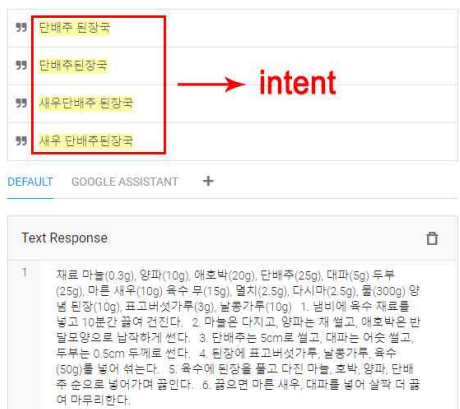 단배주 된장국
단배주된장국
새우단배주 된장국
새우 단배주된장국
intent
DEFAULT GOOGLE ASSISTANT +
Text Response
1 재료 마늘(0.3g), 양파(10g), 애호박(20g), 단배주(25g), 대파(5g) 두부
(25g), 마른 새우(10g) 육수 무(15g), 멸치(2.5g), 다시마(2.5g), 물(300g) 양
념 된장(10g), 표고버섯가루(3g), 날콩가루(10g) 1. 냄비에 육수 재료를
넣고 10분간 끓여 건진다. 2. 마늘은 다지고, 양파는 채 썰고, 애호박은 반
달모양으로 납작하게 썬다. 3. 단배주는 5cm로 썰고, 대파는 어슷 썰고,
두부는 0.5cm 두께로 썬다. 4. 된장에 표고버섯가루, 날콩가루, 육수
(50g)를 넣어 섞는다. 5. 육수에 된장을 풀고 다진 마늘, 호박, 양파, 단배
주 순으로 넣어가며 끓인다. 6. 끓으면 마른 새우, 대파를 넣어 살짝 더 끓
여 마무리한다.